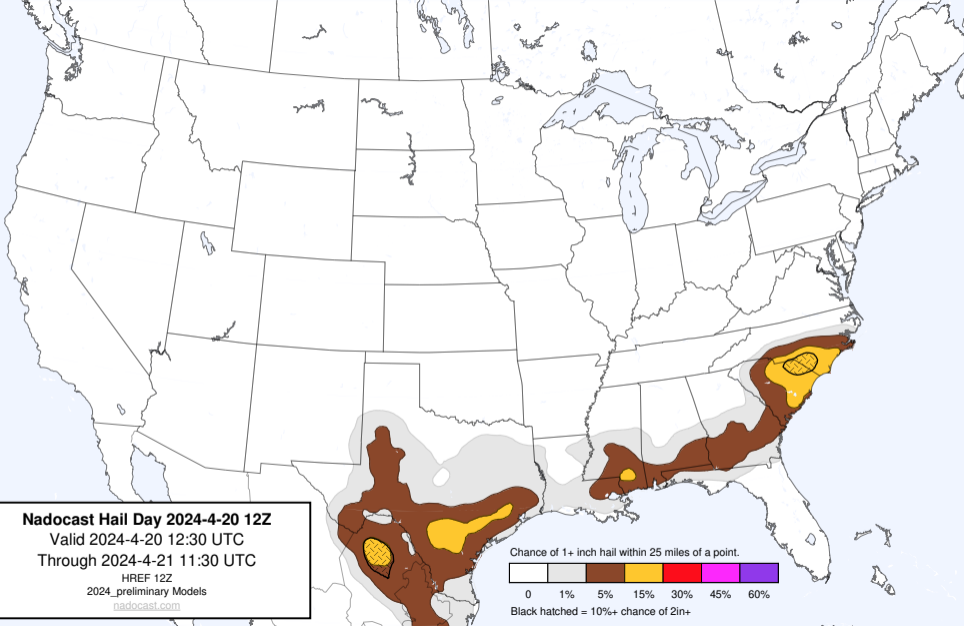 Nadocast Hail Day 2024-4-20 12Z
Valid 2024-4-20 12:30 UTC
Through 2024-4-21 11:30 UTC
HREF 12Z
2024_preliminary Models
nadocast.com
Chance of 1+ inch hail within 25 miles of a point.
0 1% 5% 15% 30% 45% 60%
Black hatched = 10%+ chance of 2in+